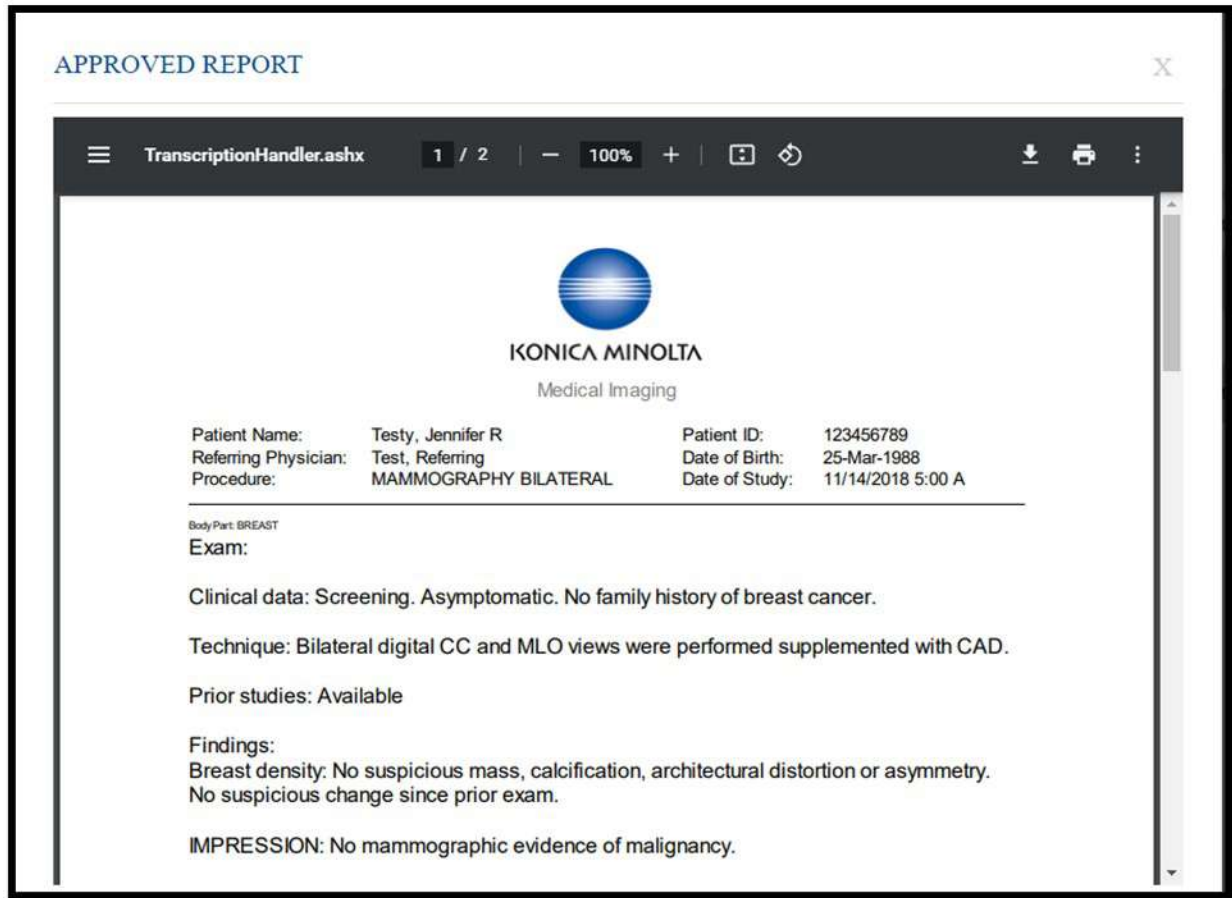 APPROVED REPORT X
TranscriptionHandler.ashx 1 / 2 | — 100% + |
KONICA MINOLTA
Medical Imaging
Patient Name: Testy, Jennifer R Patient ID: 123456789
Referring Physician: Test, Referring Date of Birth: 25-Mar-1988
Procedure: MAMMOGRAPHY BILATERAL Date of Study: 11/14/2018 5:00 A
Body Part: BREAST
Exam:
Clinical data: Screening. Asymptomatic. No family history of breast cancer.
Technique: Bilateral digital CC and MLO views were performed supplemented with CAD.
Prior studies: Available
Findings:
Breast density: No suspicious mass, calcification, architectural distortion or asymmetry.
No suspicious change since prior exam.
IMPRESSION: No mammographic evidence of malignancy.